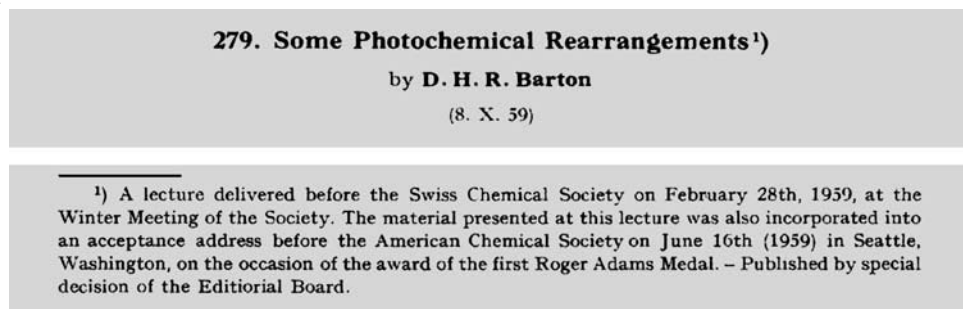 279. Some Photochemical Rearrangements ¹)
by D. H. R. Barton
(8. X. 59)
¹) A lecture delivered before the Swiss Chemical Society on February 28th, 1959, at the
Winter Meeting of the Society. The material presented at this lecture was also incorporated into
an acceptance address before the American Chemical Society on June 16th (1959) in Seattle,
Washington, on the occasion of the award of the first Roger Adams Medal. – Published by special
decision of the Editiorial Board.